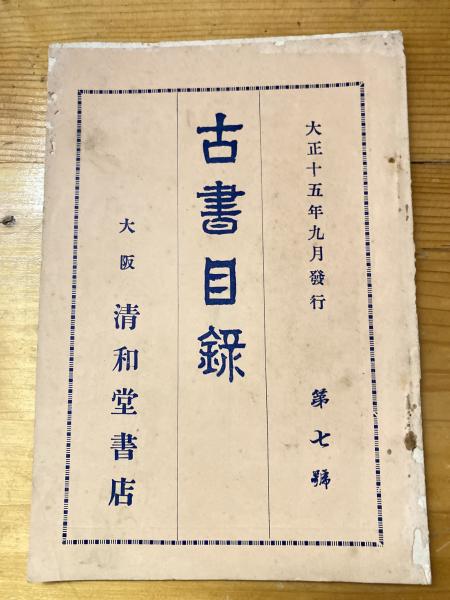 大正十五年九月發行 第七號
古書目録
大阪 清和堂書店